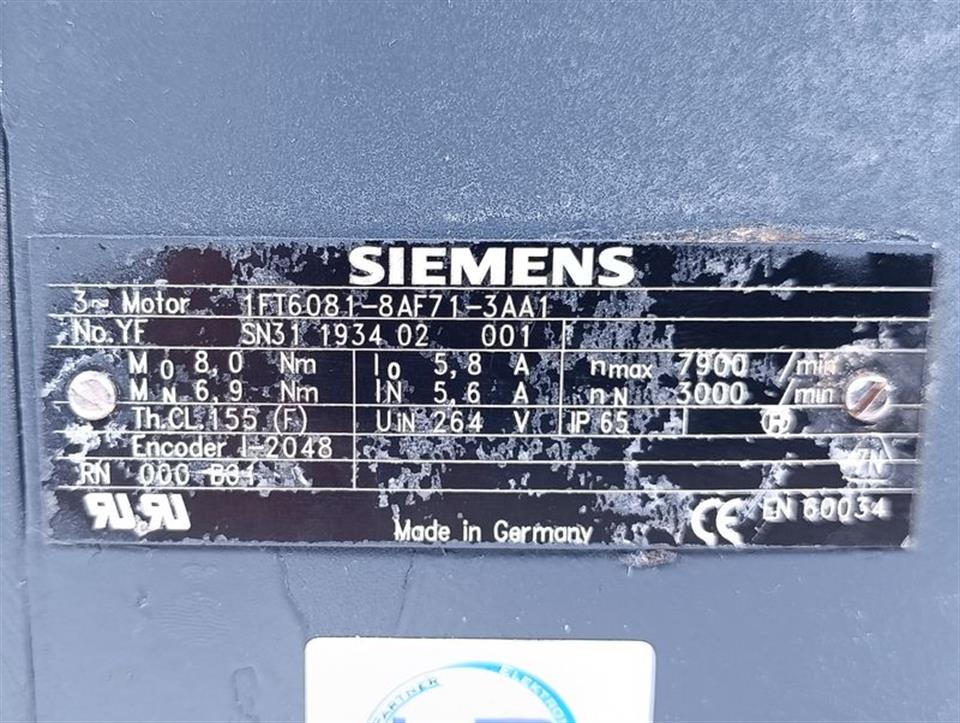 SIEMENS
3~ Motor 1FT6081-8AF71-3AA1
No. YF SN31 1934 02 001
M0 8,0 Nm I0 5,8 A nmax 7900 /min
MN 6,9 Nm IN 5,6 A nN 3000 /min
Th.CL.155 (F) UiN 264 V IP 65 (H)
Encoder I-2048
RN 000
Made in Germany CE EN 60034
PARTNER ELEKTRO